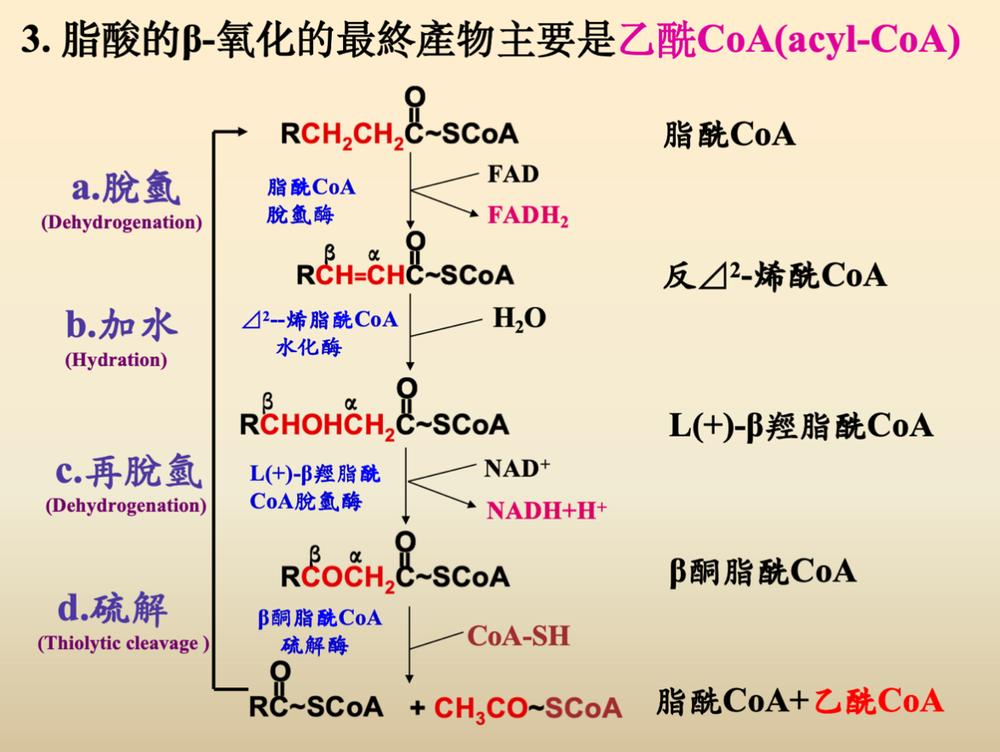 3. 脂酸的β-氧化的最終產物主要是乙酰CoA(acyl-CoA)
O
RCH₂CH₂C~SCoA
脂酰CoA
a.脫氫
(Dehydrogenation)
脂酰CoA
脫氫酶
FAD
FADH₂
β α O
RCH=CHC~SCoA
反⊿²-烯酰CoA
b.加水
(Hydration)
⊿²--烯脂酰CoA
水化酶
H₂O
β α O
RCHOHCH₂C~SCoA
L(+)-β羥脂酰CoA
c.再脫氫
(Dehydrogenation)
L(+)-β羥脂酰
CoA脫氫酶
NAD⁺
NADH+H⁺
β α O
RCOCH₂C~SCoA
β酮脂酰CoA
d.硫解
(Thiolytic cleavage )
β酮脂酰CoA
硫解酶
CoA-SH
O
RC~SCoA + CH₃CO~SCoA
脂酰CoA+乙酰CoA